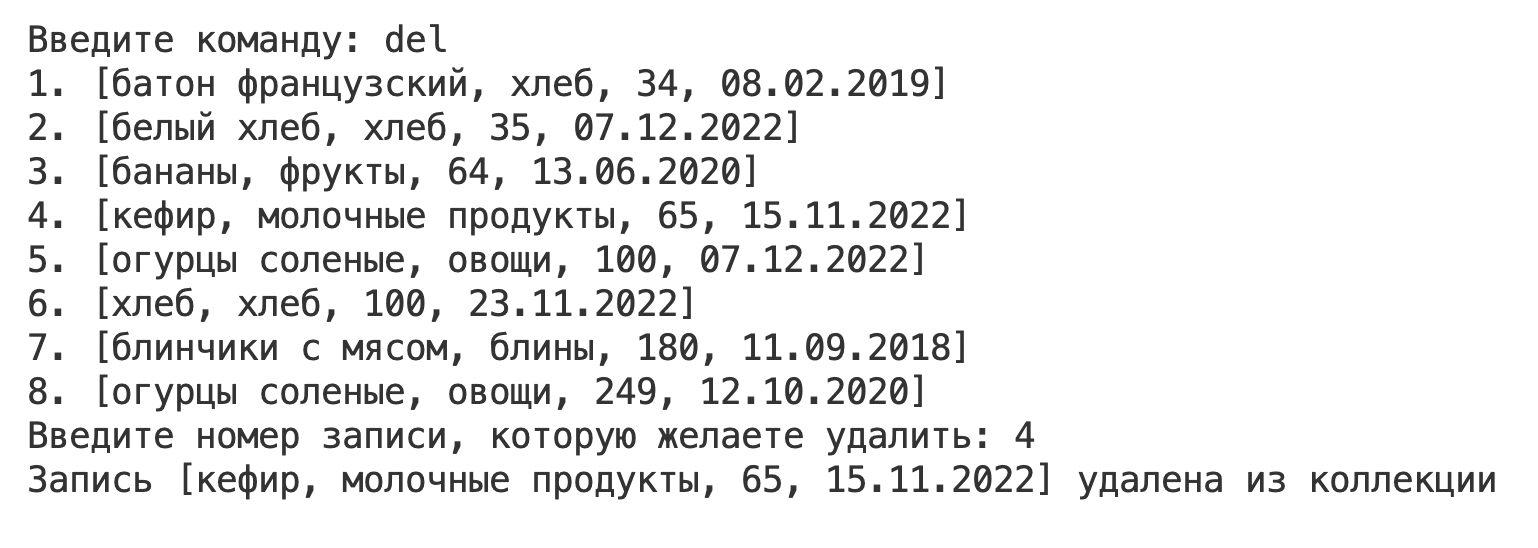 Введите команду: del
1. [батон французский, хлеб, 34, 08.02.2019]
2. [белый хлеб, хлеб, 35, 07.12.2022]
3. [бананы, фрукты, 64, 13.06.2020]
4. [кефир, молочные продукты, 65, 15.11.2022]
5. [огурцы соленые, овощи, 100, 07.12.2022]
6. [хлеб, хлеб, 100, 23.11.2022]
7. [блинчики с мясом, блины, 180, 11.09.2018]
8. [огурцы соленые, овощи, 249, 12.10.2020]
Введите номер записи, которую желаете удалить: 4
Запись [кефир, молочные продукты, 65, 15.11.2022] удалена из коллекции